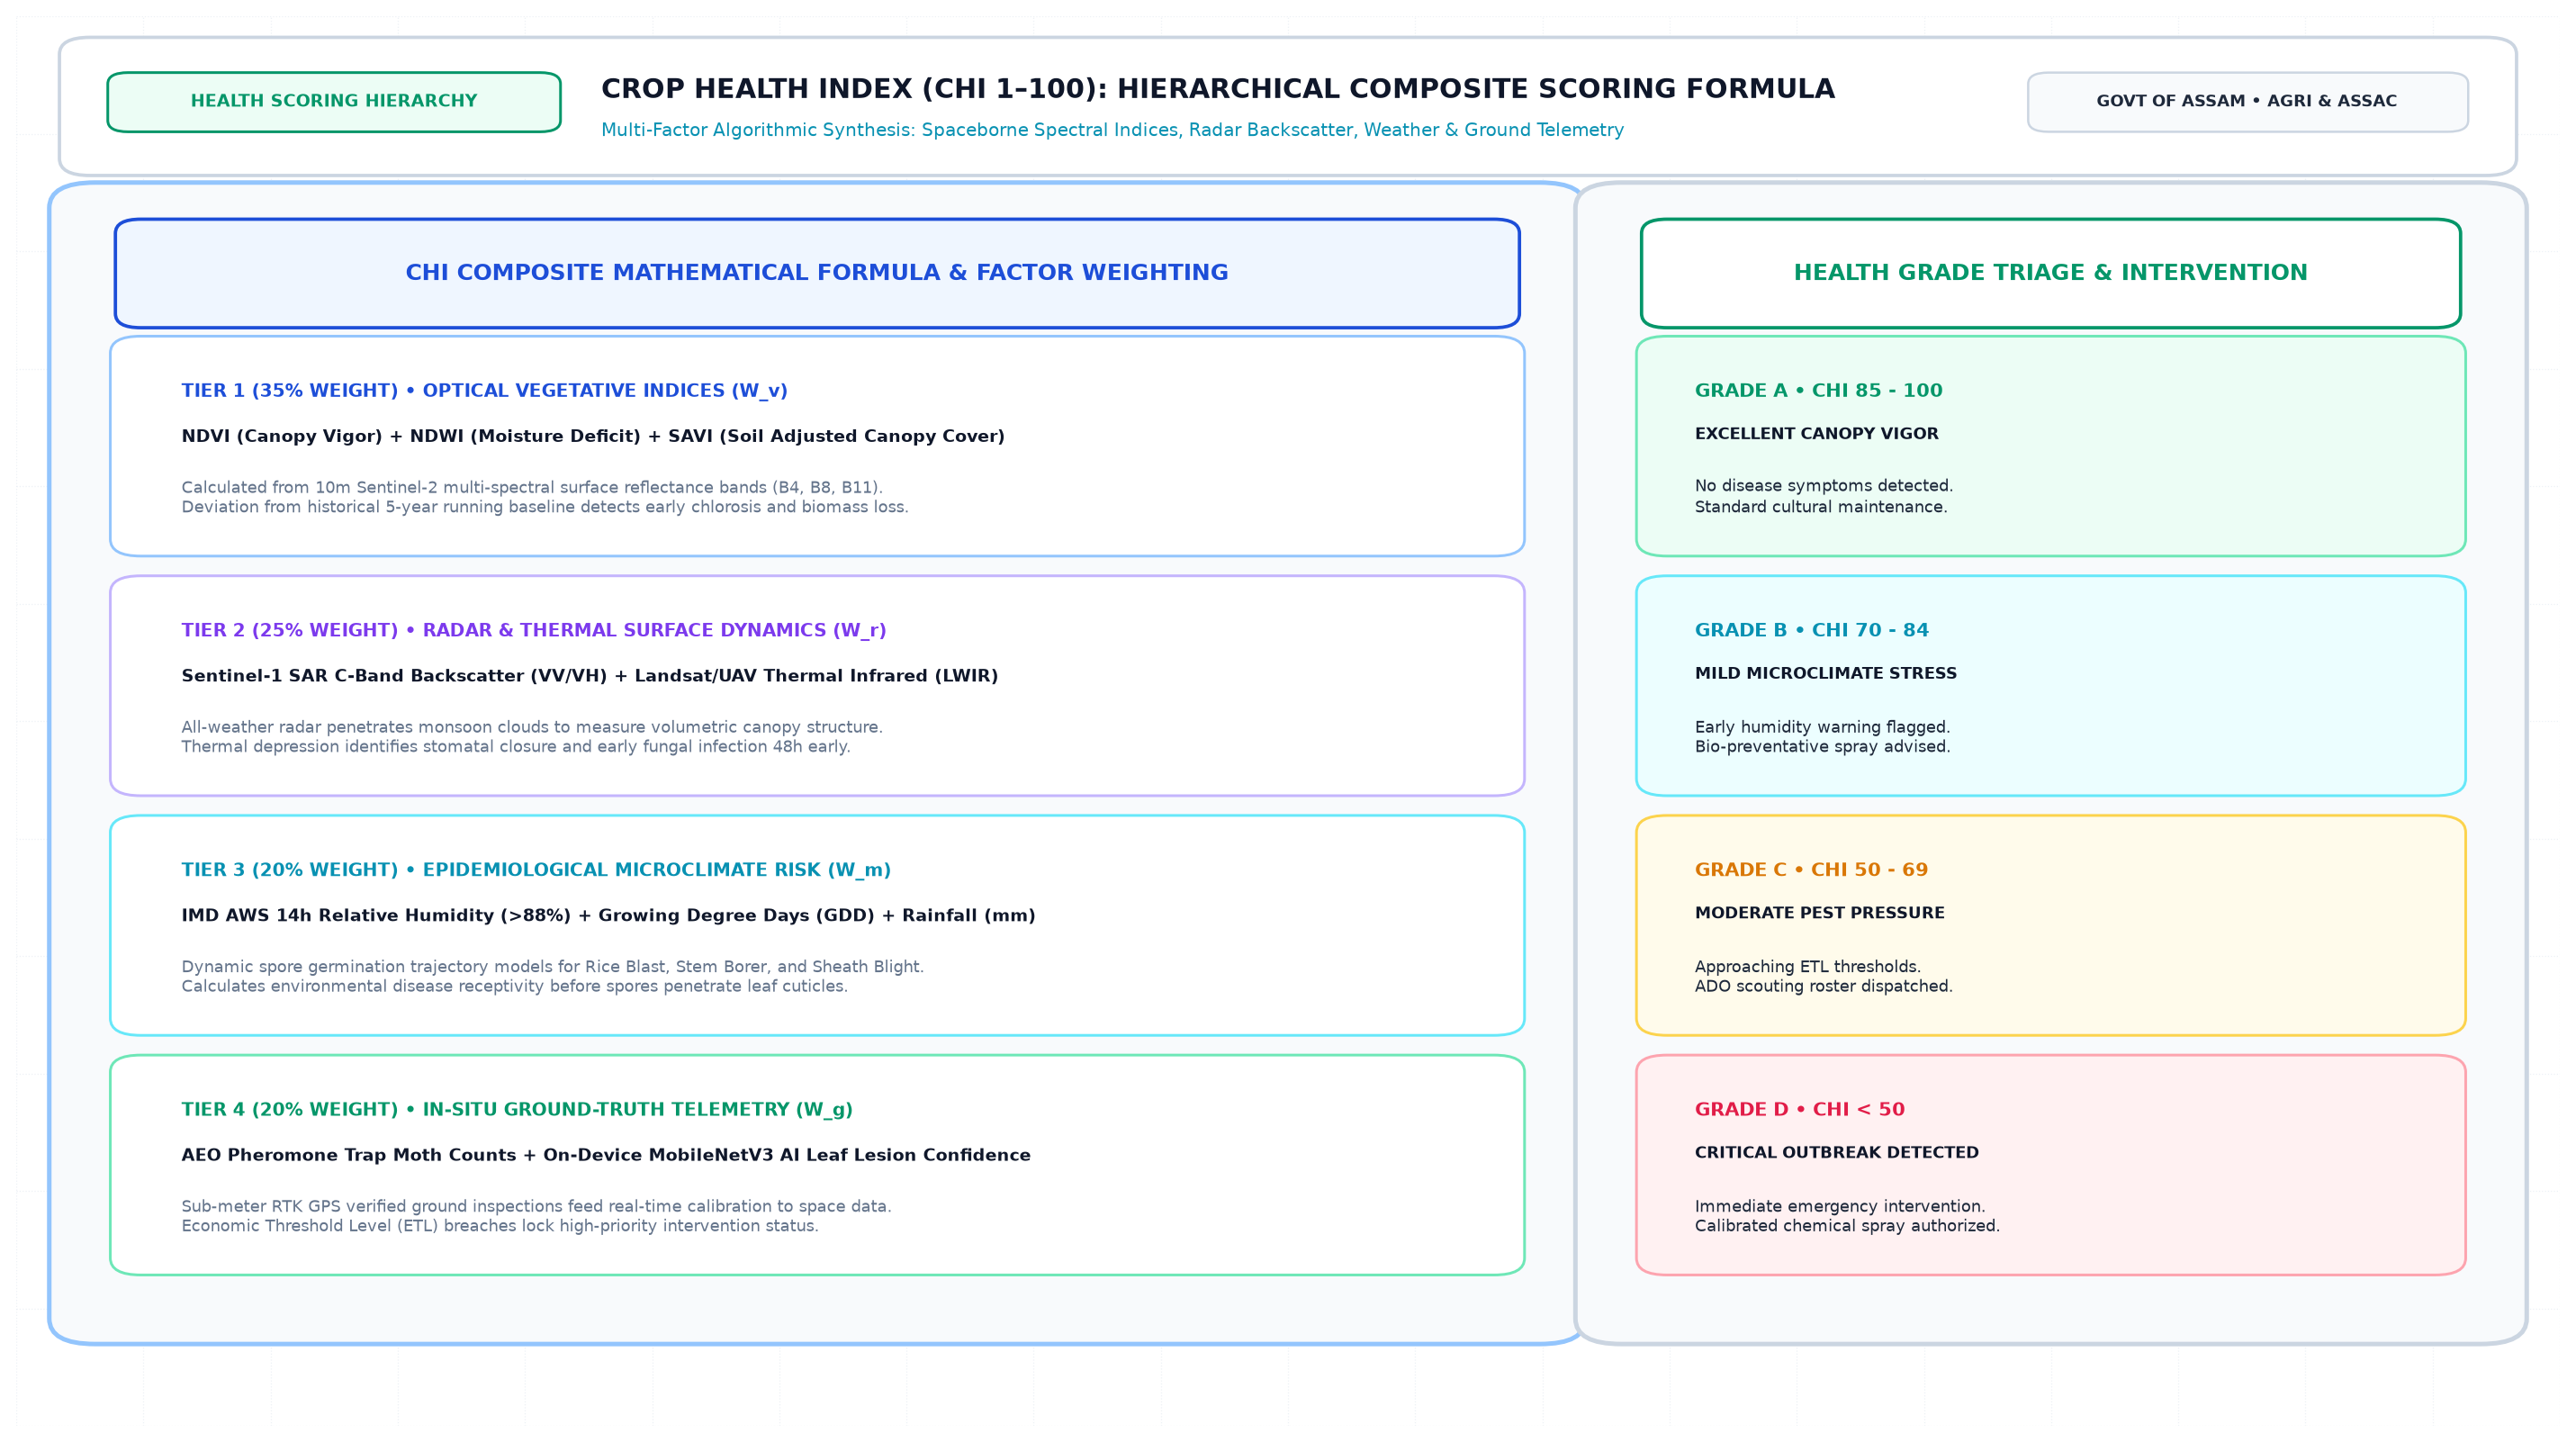 HEALTH SCORING HIERARCHY
CROP HEALTH INDEX (CHI 1–100): HIERARCHICAL COMPOSITE SCORING FORMULA
Multi-Factor Algorithmic Synthesis: Spaceborne Spectral Indices, Radar Backscatter, Weather & Ground Telemetry
GOVT OF ASSAM • AGRI & ASSAC
CHI COMPOSITE MATHEMATICAL FORMULA & FACTOR WEIGHTING
TIER 1 (35% WEIGHT) • OPTICAL VEGETATIVE INDICES (W_v)
NDVI (Canopy Vigor) + NDWI (Moisture Deficit) + SAVI (Soil Adjusted Canopy Cover)
Calculated from 10m Sentinel-2 multi-spectral surface reflectance bands (B4, B8, B11).
Deviation from historical 5-year running baseline detects early chlorosis and biomass loss.
TIER 2 (25% WEIGHT) • RADAR & THERMAL SURFACE DYNAMICS (W_r)
Sentinel-1 SAR C-Band Backscatter (VV/VH) + Landsat/UAV Thermal Infrared (LWIR)
All-weather radar penetrates monsoon clouds to measure volumetric canopy structure.
Thermal depression identifies stomatal closure and early fungal infection 48h early.
TIER 3 (20% WEIGHT) • EPIDEMIOLOGICAL MICROCLIMATE RISK (W_m)
IMD AWS 14h Relative Humidity (>88%) + Growing Degree Days (GDD) + Rainfall (mm)
Dynamic spore germination trajectory models for Rice Blast, Stem Borer, and Sheath Blight.
Calculates environmental disease receptivity before spores penetrate leaf cuticles.
TIER 4 (20% WEIGHT) • IN-SITU GROUND-TRUTH TELEMETRY (W_g)
AEO Pheromone Trap Moth Counts + On-Device MobileNetV3 AI Leaf Lesion Confidence
Sub-meter RTK GPS verified ground inspections feed real-time calibration to space data.
Economic Threshold Level (ETL) breaches lock high-priority intervention status.
HEALTH GRADE TRIAGE & INTERVENTION
GRADE A • CHI 85 - 100
EXCELLENT CANOPY VIGOR
No disease symptoms detected.
Standard cultural maintenance.
GRADE B • CHI 70 - 84
MILD MICROCLIMATE STRESS
Early humidity warning flagged.
Bio-preventative spray advised.
GRADE C • CHI 50 - 69
MODERATE PEST PRESSURE
Approaching ETL thresholds.
ADO scouting roster dispatched.
GRADE D • CHI < 50
CRITICAL OUTBREAK DETECTED
Immediate emergency intervention.
Calibrated chemical spray authorized.